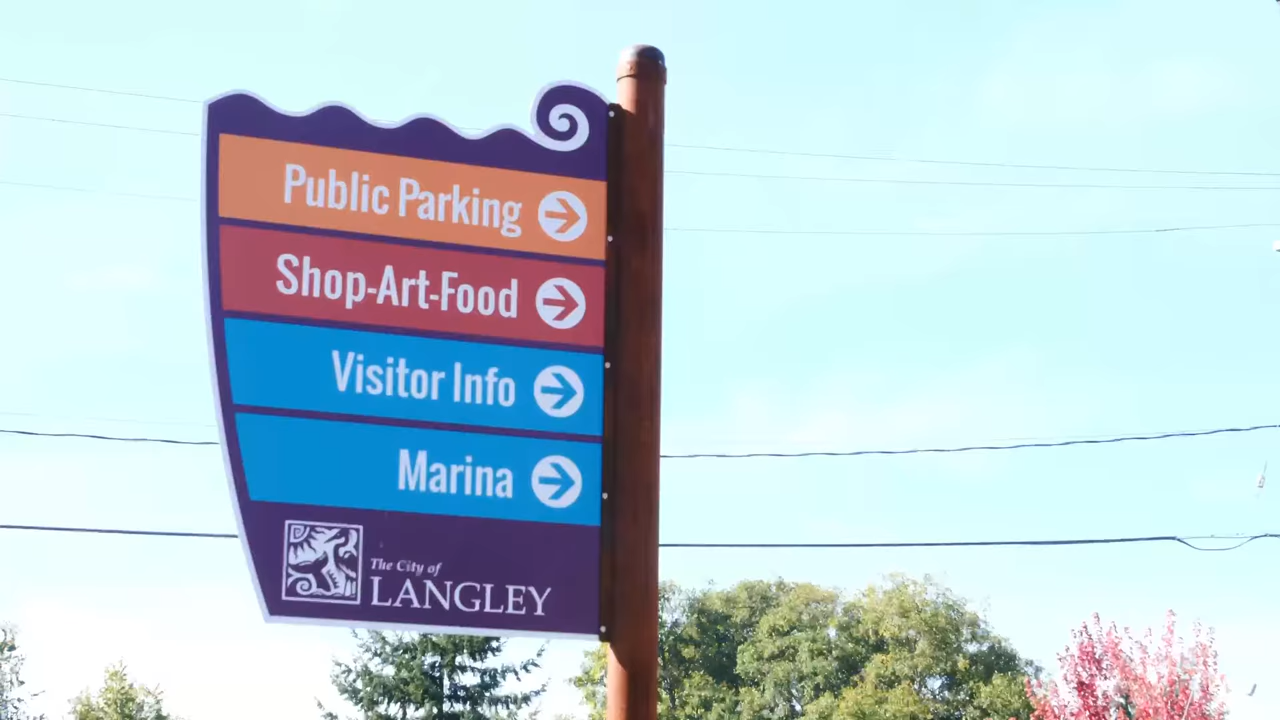 Public Parking
Shop-Art-Food
Visitor Info
Marina
The City of
LANGLEY